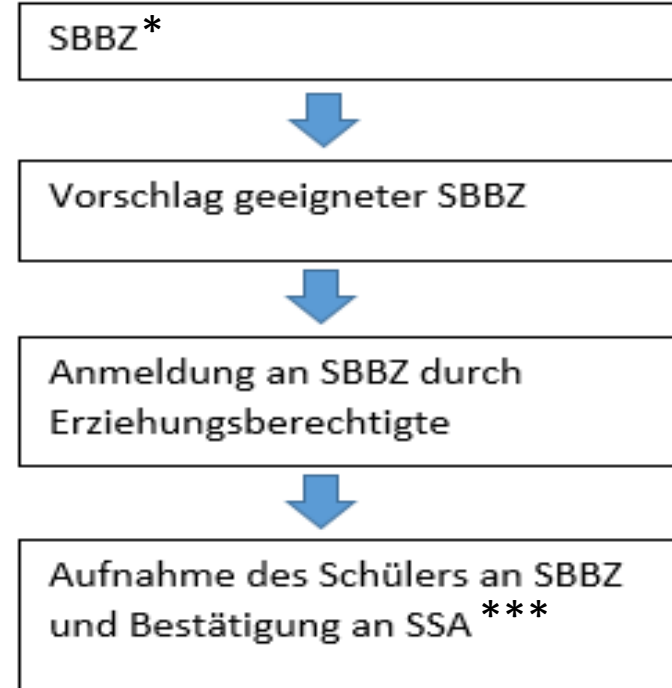 SBBZ*
Vorschlag geeigneter SBBZ
Anmeldung an SBBZ durch
Erziehungsberechtigte
Aufnahme des Schülers an SBBZ
und Bestätigung an SSA***